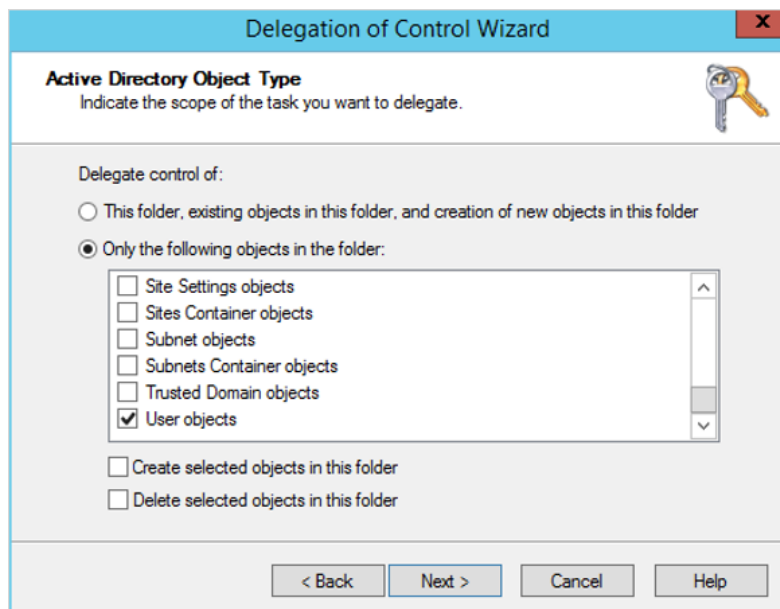 Delegation of Control Wizard
x
Active Directory Object Type
Indicate the scope of the task you want to delegate.
Delegate control of:
This folder, existing objects in this folder, and creation of new objects in this folder
Only the following objects in the folder:
Site Settings objects
Sites Container objects
Subnet objects
Subnets Container objects
Trusted Domain objects
User objects
Create selected objects in this folder
Delete selected objects in this folder
< Back Next > Cancel Help